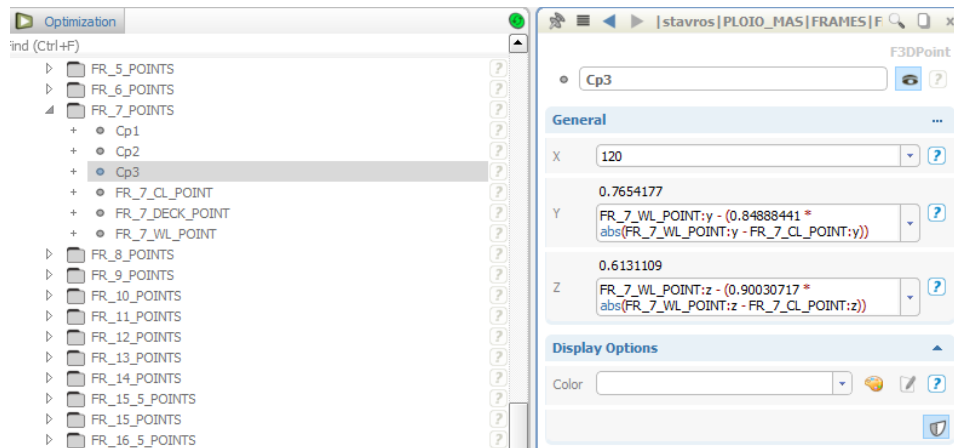 Optimization
|stavros|PLOIO_MAS|FRAMES|F
ind (Ctrl+F)
F3DPoint
FR_5_POINTS
FR_6_POINTS
FR_7_POINTS
Cp1
Cp2
Cp3
FR_7_CL_POINT
FR_7_DECK_POINT
FR_7_WL_POINT
FR_8_POINTS
FR_9_POINTS
FR_10_POINTS
FR_11_POINTS
FR_12_POINTS
FR_13_POINTS
FR_14_POINTS
FR_15_5_POINTS
FR_15_POINTS
FR_16_5_POINTS
Cp3
General
X 120
0.7654177
Y FR_7_WL_POINT:y - (0.84888441 *
abs(FR_7_WL_POINT:y - FR_7_CL_POINT:y))
0.6131109
Z FR_7_WL_POINT:z - (0.90030717 *
abs(FR_7_WL_POINT:z - FR_7_CL_POINT:z))
Display Options
Color